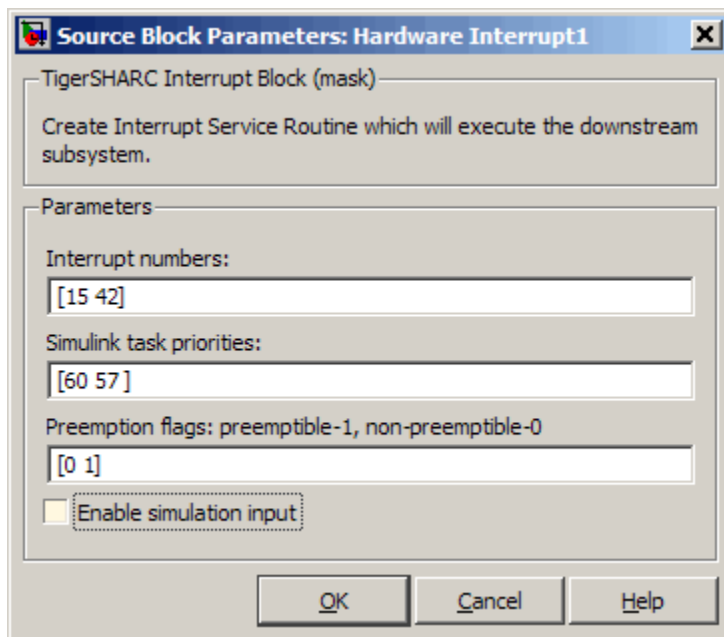 Source Block Parameters: Hardware Interrupt1
TigerSHARC Interrupt Block (mask)
Create Interrupt Service Routine which will execute the downstream
subsystem.
Parameters
Interrupt numbers:
[15 42]
Simulink task priorities:
[60 57 ]
Preemption flags: preemptible-1, non-preemptible-0
[0 1]
Enable simulation input
OK Cancel Help